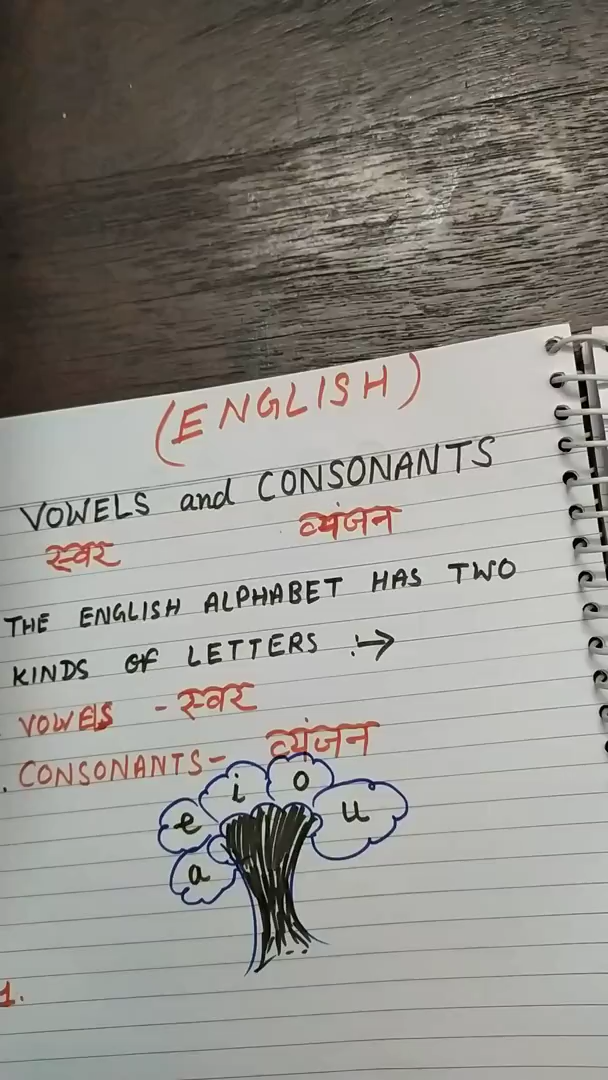 (ENGLISH)
VOWELS and CONSONANTS
स्वर व्यंजन
THE ENGLISH ALPHABET HAS TWO
KINDS OF LETTERS :→
. VOWELS - स्वर
. CONSONANTS - व्यंजन
a e i o u
1.